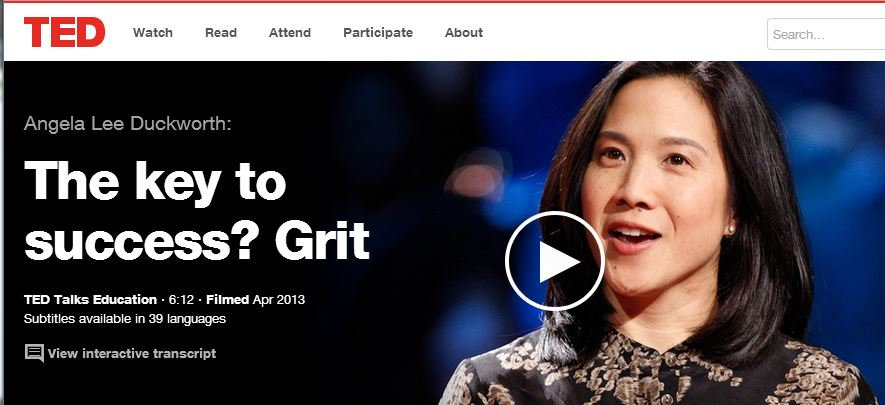 TED
Watch Read Attend Participate About
Search...
Angela Lee Duckworth:
The key to
success? Grit
TED Talks Education · 6:12 · Filmed Apr 2013
Subtitles available in 39 languages
View interactive transcript